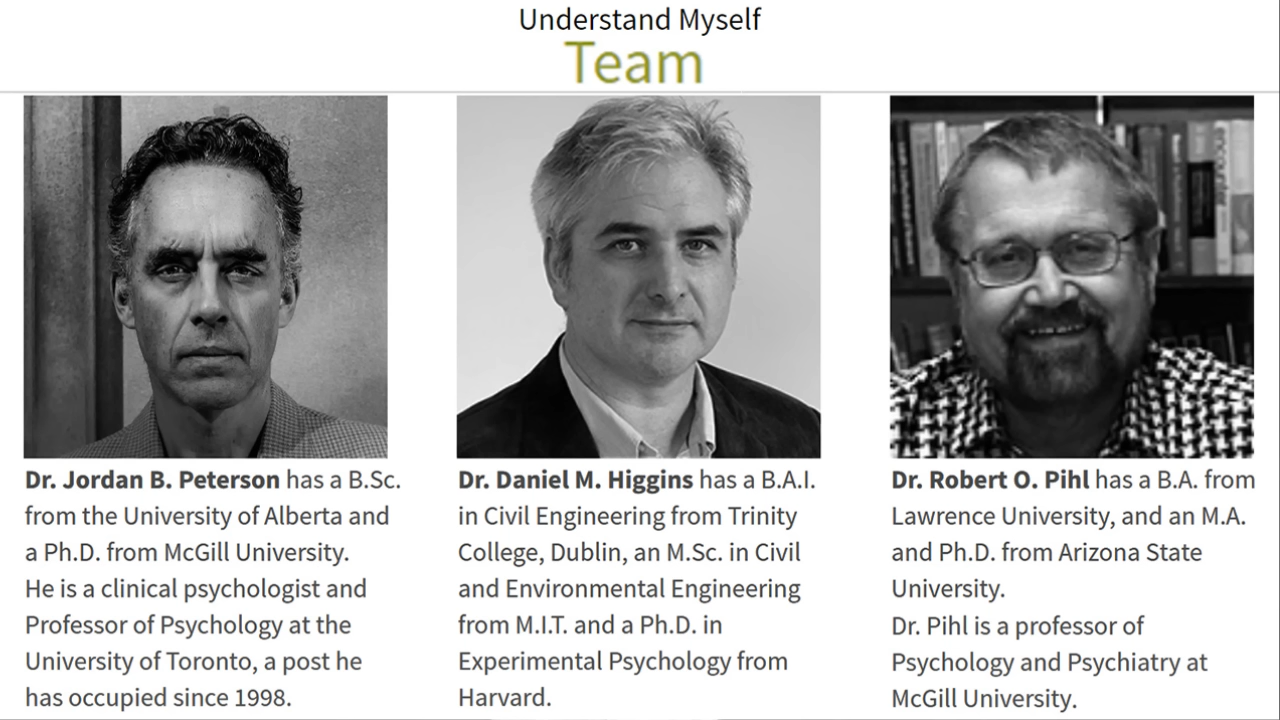 Understand Myself
Team
Dr. Jordan B. Peterson has a B.Sc.
from the University of Alberta and
a Ph.D. from McGill University.
He is a clinical psychologist and
Professor of Psychology at the
University of Toronto, a post he
has occupied since 1998.
Dr. Daniel M. Higgins has a B.A.I.
in Civil Engineering from Trinity
College, Dublin, an M.Sc. in Civil
and Environmental Engineering
from M.I.T. and a Ph.D. in
Experimental Psychology from
Harvard.
Dr. Robert O. Pihl has a B.A. from
Lawrence University, and an M.A.
and Ph.D. from Arizona State
University.
Dr. Pihl is a professor of
Psychology and Psychiatry at
McGill University.